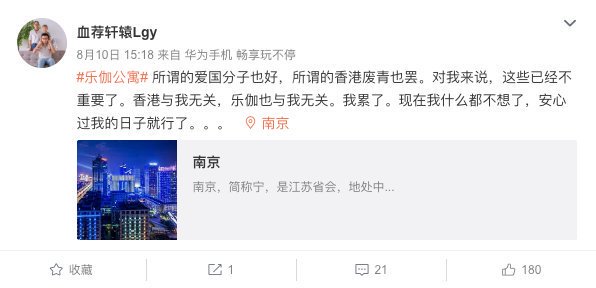 血荐轩辕Lgy
8月10日 15:18 来自 华为手机 畅享玩不停
#乐伽公寓# 所谓的爱国分子也好，所谓的香港废青也罢。对我来说，这些已经不
重要了。香港与我无关，乐伽也与我无关。我累了。现在我什么都不想了，安心
过我的日子就行了。。。 南京
南京
南京，简称宁，是江苏省会，地处中...
收藏 1 21 180